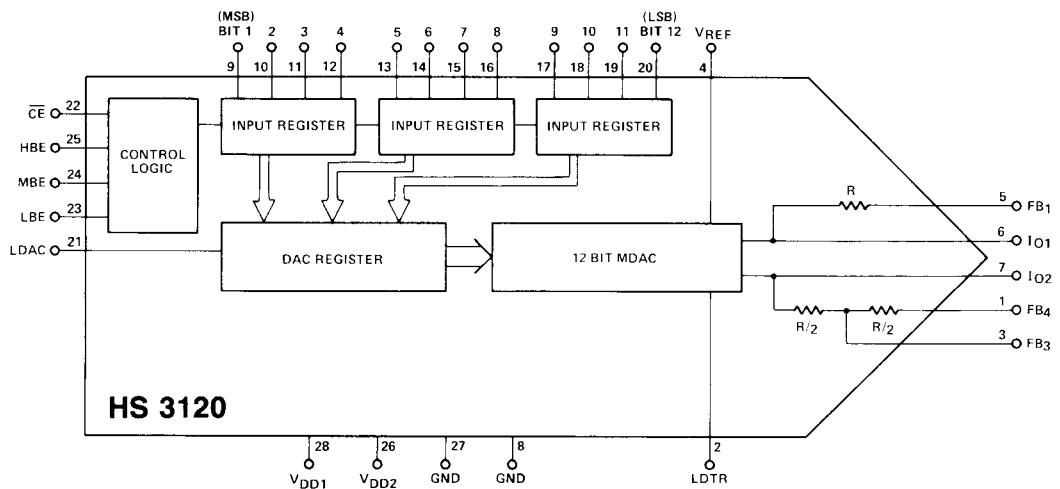 (MSB) (LSB)
BIT 1 2 3 4 5 6 7 8 9 10 11 BIT 12 VREF
9 10 11 12 13 14 15 16 17 18 19 20 4
CE 22
HBE 25
MBE 24
LBE 23
LDAC 21
CONTROL
LOGIC
INPUT REGISTER INPUT REGISTER INPUT REGISTER
DAC REGISTER 12 BIT MDAC
R 5 FB1
6 IO1
7 IO2
R/2 R/2 1 FB4
3 FB3
HS 3120
28 26 27 8 2
VDD1 VDD2 GND GND LDTR